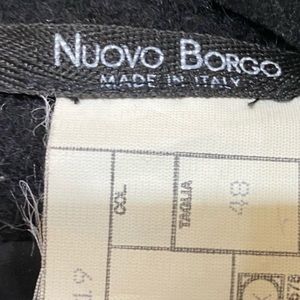 NUOVO BORGO
MADE IN ITALY
COL.
TAGLIA
48